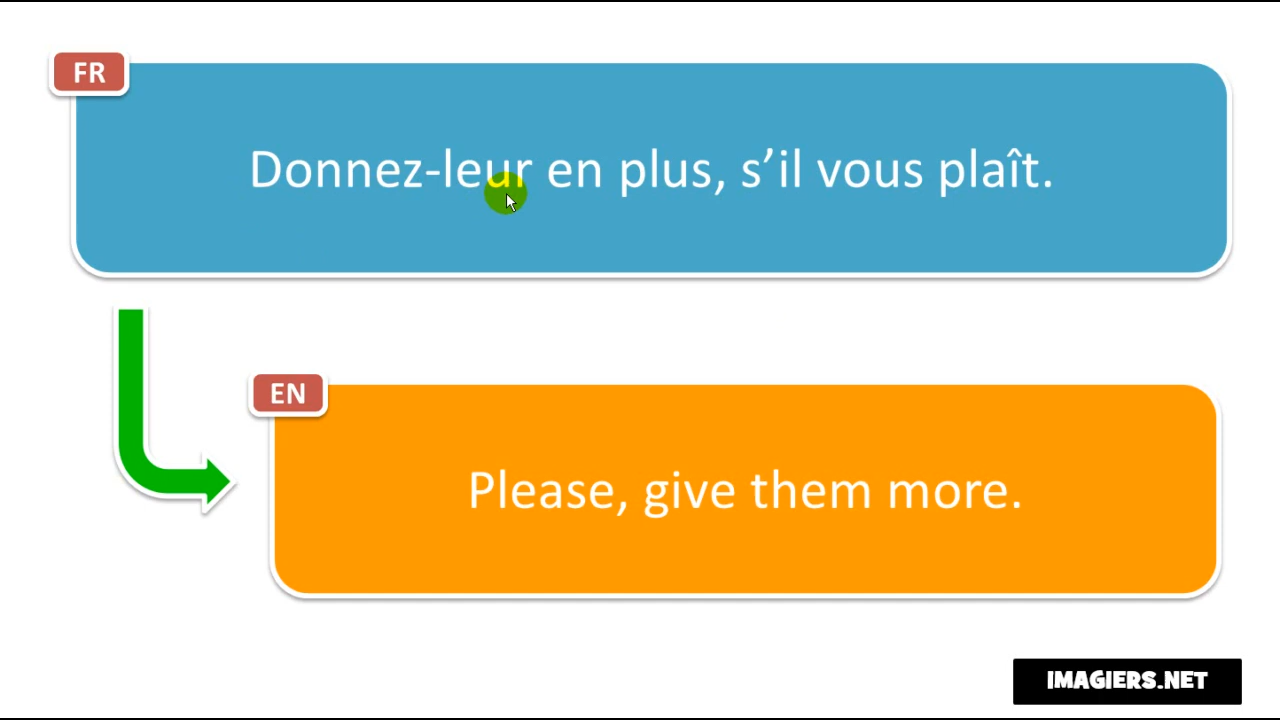 FR
Donnez-leur en plus, s’il vous plaît.
EN
Please, give them more.
IMAGIERS.NET